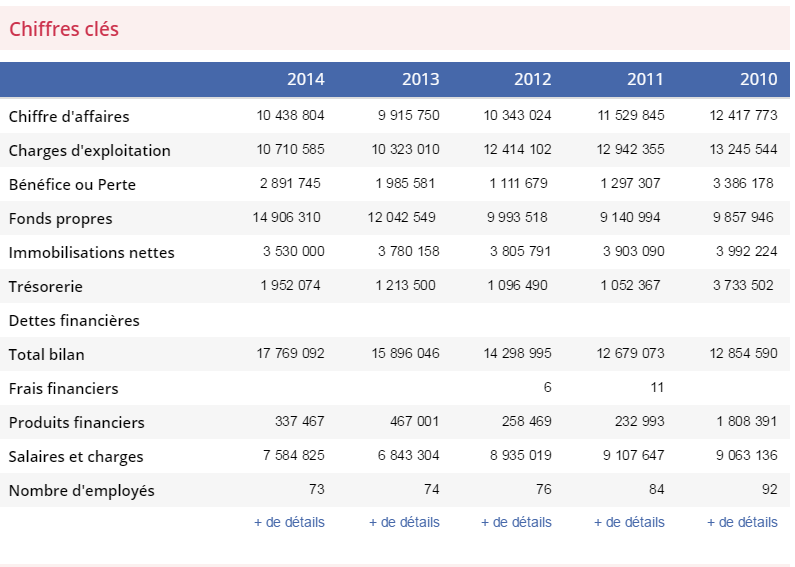 Chiffres clés
2014 2013 2012 2011 2010
Chiffre d'affaires 10 438 804 9 915 750 10 343 024 11 529 845 12 417 773
Charges d'exploitation 10 710 585 10 323 010 12 414 102 12 942 355 13 245 544
Bénéfice ou Perte 2 891 745 1 985 581 1 111 679 1 297 307 3 386 178
Fonds propres 14 906 310 12 042 549 9 993 518 9 140 994 9 857 946
Immobilisations nettes 3 530 000 3 780 158 3 805 791 3 903 090 3 992 224
Trésorerie 1 952 074 1 213 500 1 096 490 1 052 367 3 733 502
Dettes financières
Total bilan 17 769 092 15 896 046 14 298 995 12 679 073 12 854 590
Frais financiers 6 11
Produits financiers 337 467 467 001 258 469 232 993 1 808 391
Salaires et charges 7 584 825 6 843 304 8 935 019 9 107 647 9 063 136
Nombre d'employés 73 74 76 84 92
+ de détails + de détails + de détails + de détails + de détails